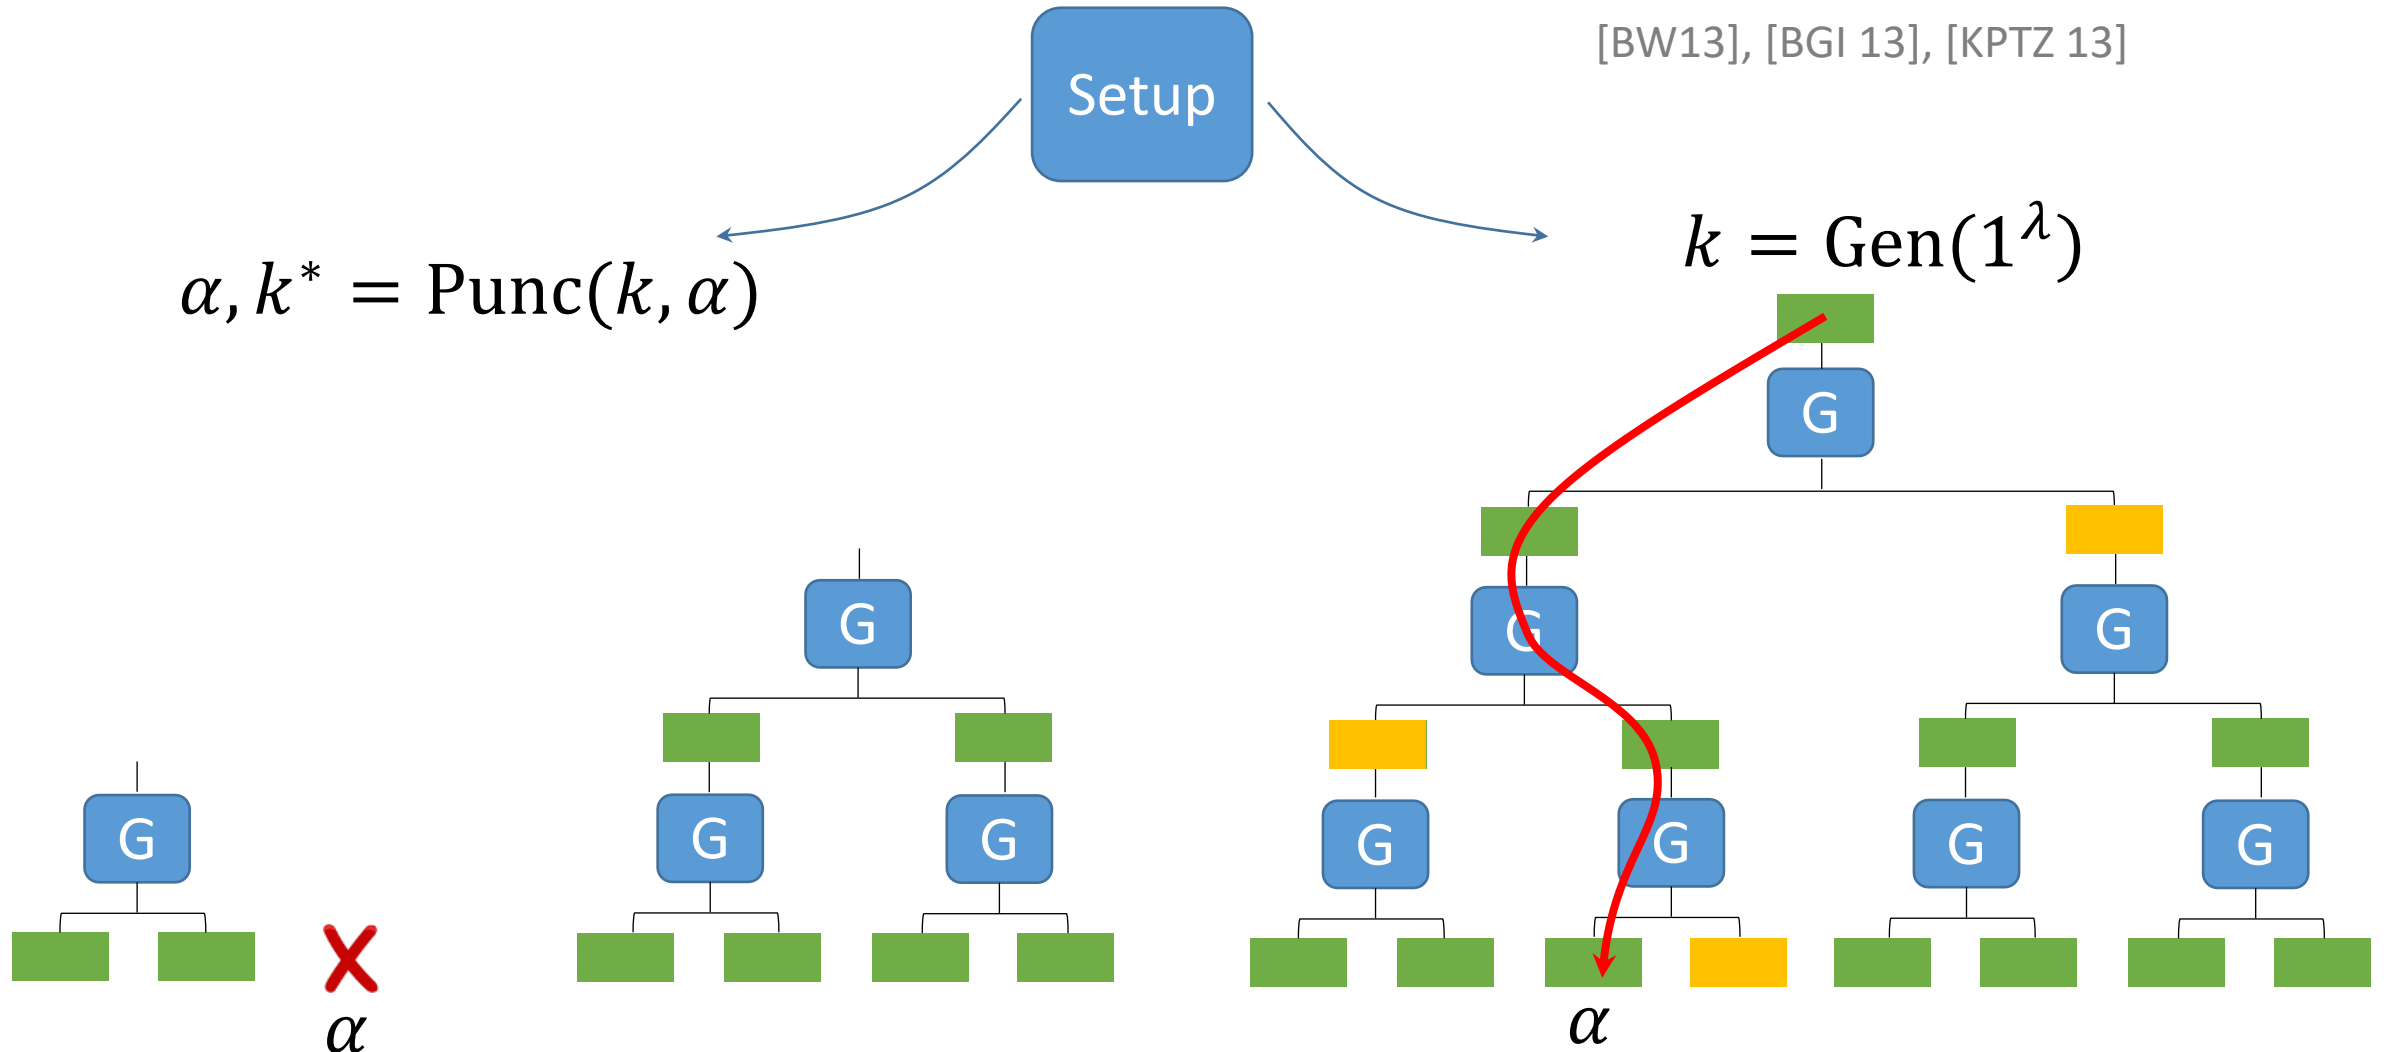 Setup
[BW13], [BGI 13], [KPTZ 13]
α, k* = Punc(k, α)
k = Gen(1^λ)
G
G
G
G
G
G
G
G
G
G
G
α
α